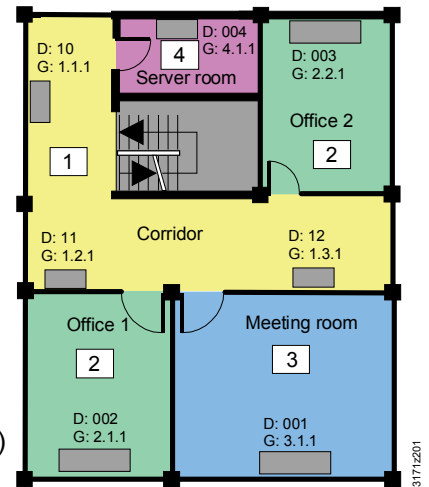 D: 10
G: 1.1.1
4
D: 004
G: 4.1.1
Server room
D: 003
G: 2.2.1
Office 2
2
1
D: 11
G: 1.2.1
Corridor
D: 12
G: 1.3.1
Office 1
2
Meeting room
3
D: 002
G: 2.1.1
D: 001
G: 3.1.1
)
3171z201